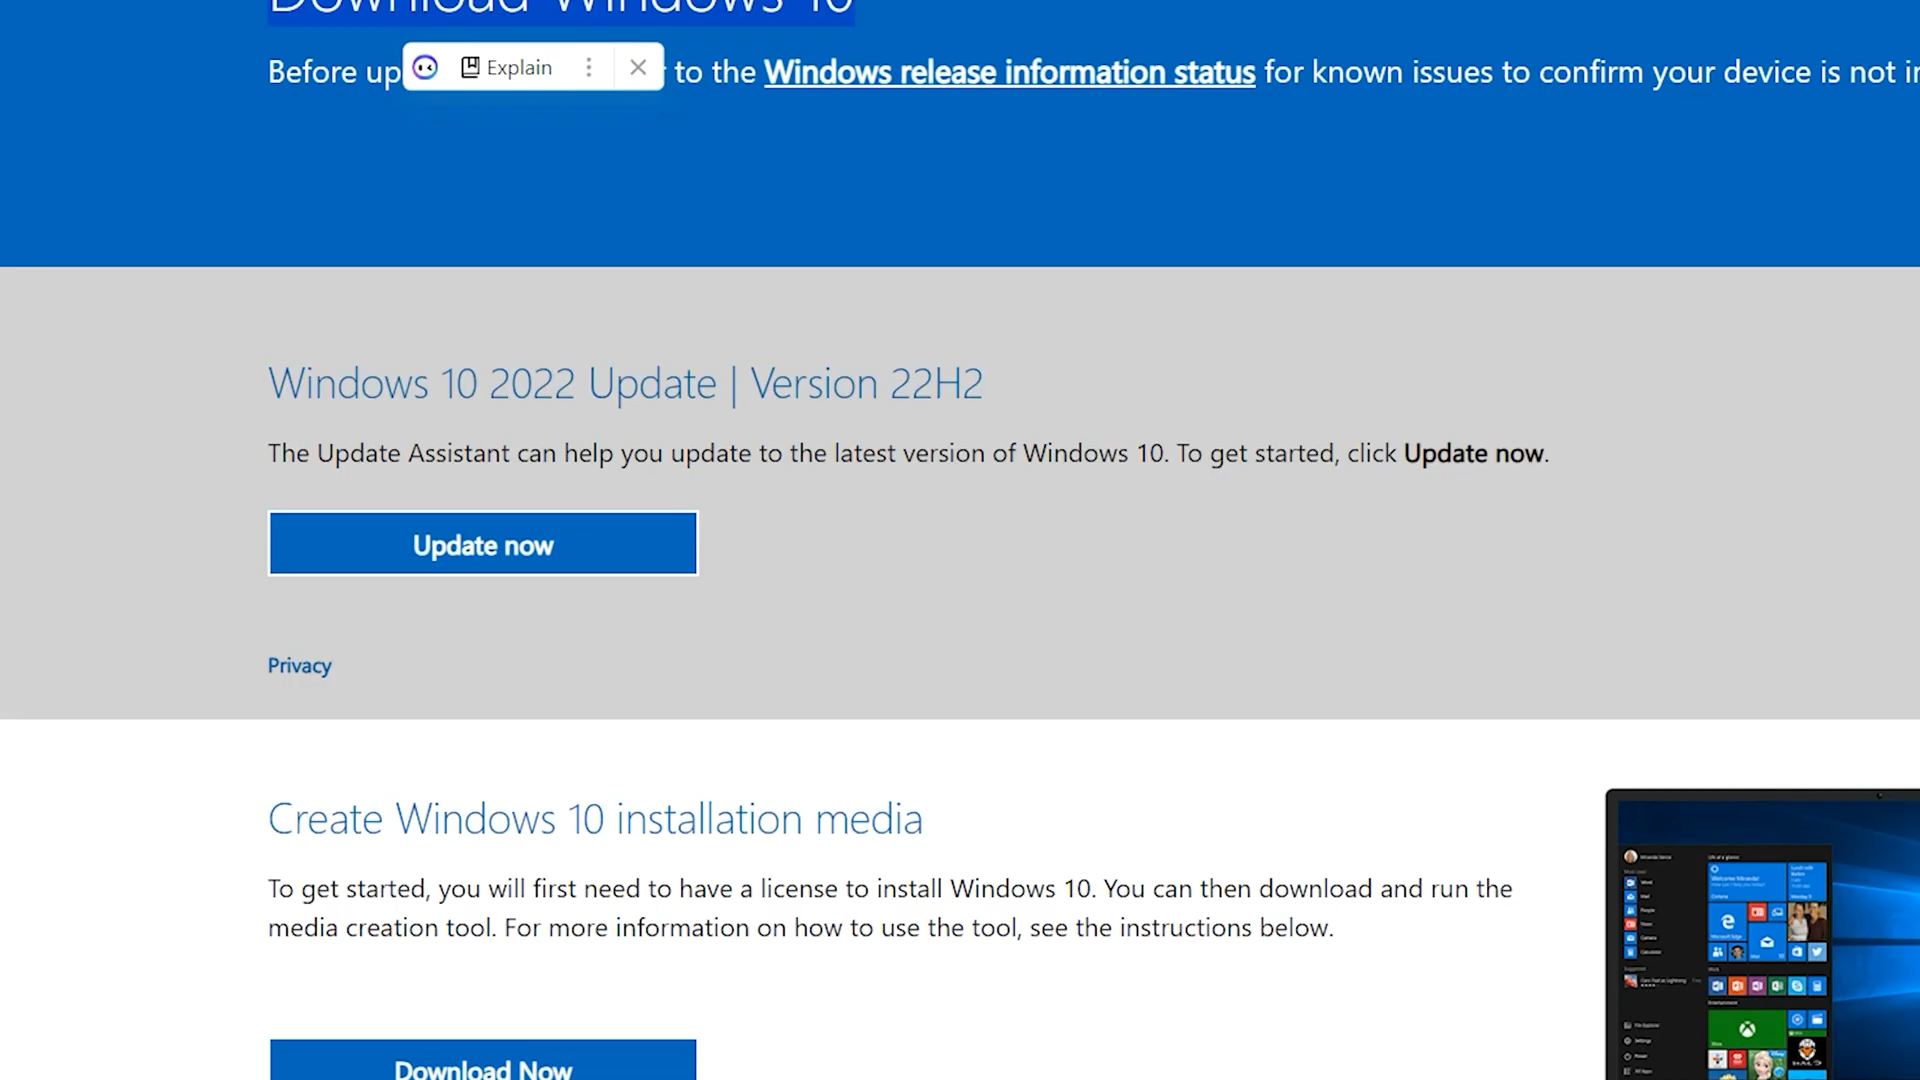 Download Windows 10
Before up Explain to the Windows release information status for known issues to confirm your device is not
Windows 10 2022 Update | Version 22H2
The Update Assistant can help you update to the latest version of Windows 10. To get started, click Update now.
Update now
Privacy
Create Windows 10 installation media
To get started, you will first need to have a license to install Windows 10. You can then download and run the
media creation tool. For more information on how to use the tool, see the instructions below.
Download Now